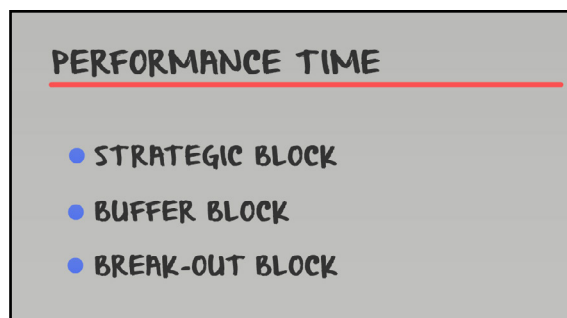 PERFORMANCE TIME
STRATEGIC BLOCK
BUFFER BLOCK
BREAK-OUT BLOCK